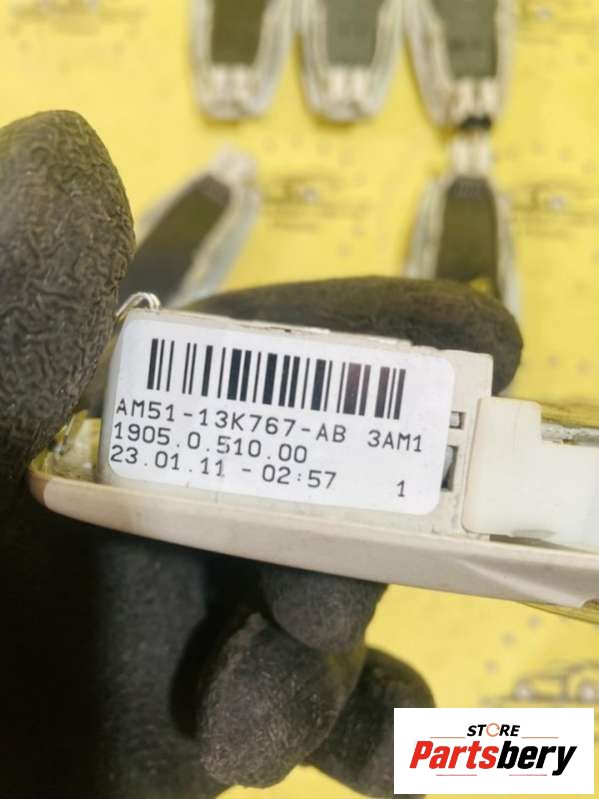 AM51-13K767-AB 3AM1
1905.0.510.00
23.01.11 - 02:57 1
STORE
Partsbery